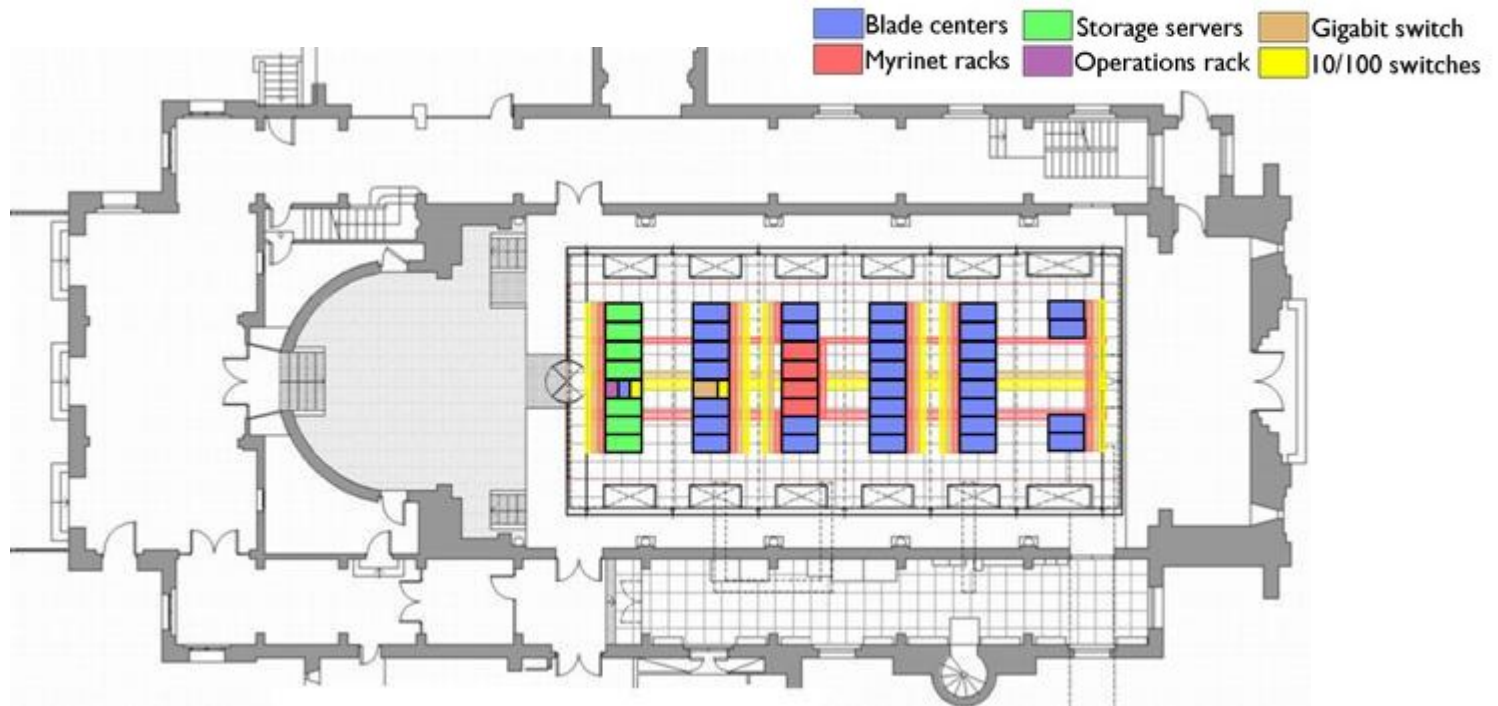 Blade centers Storage servers Gigabit switch
Myrinet racks Operations rack 10/100 switches